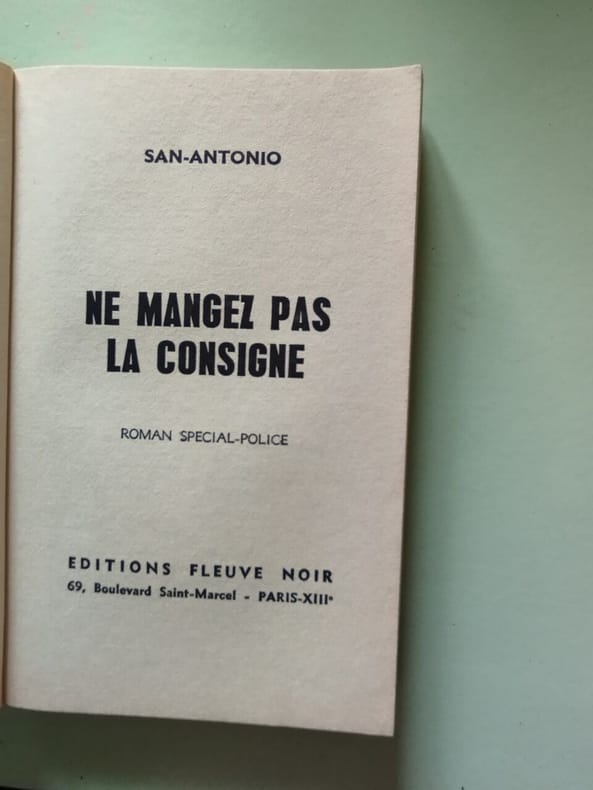 SAN-ANTONIO
NE MANGEZ PAS
LA CONSIGNE
ROMAN SPECIAL-POLICE
EDITIONS FLEUVE NOIR
69, Boulevard Saint-Marcel - PARIS-XIIIᵉ